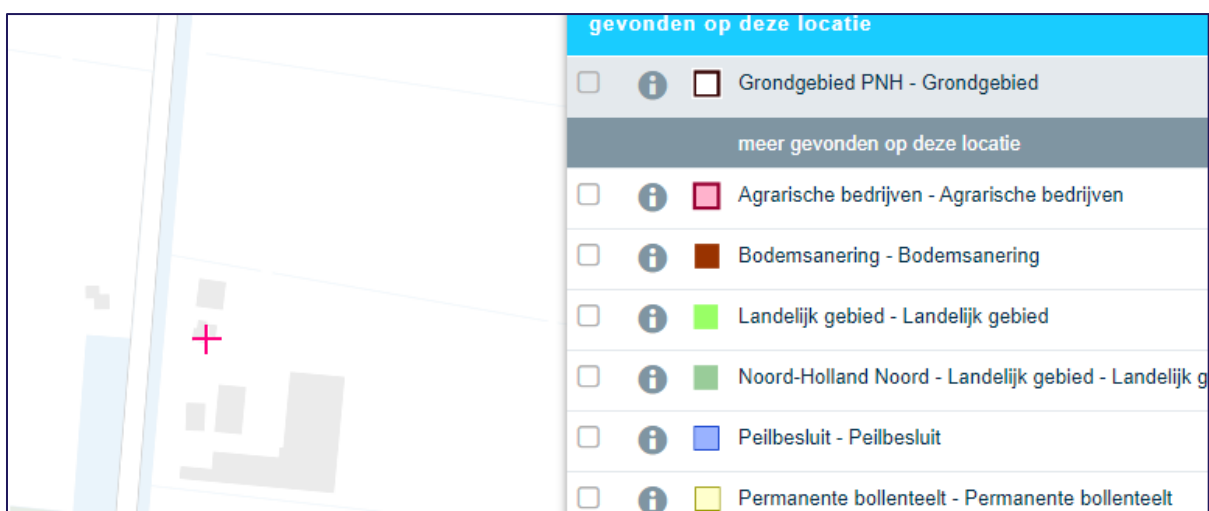 gevonden op deze locatie
Grondgebied PNH - Grondgebied
meer gevonden op deze locatie
Agrarische bedrijven - Agrarische bedrijven
Bodemsanering - Bodemsanering
Landelijk gebied - Landelijk gebied
Noord-Holland Noord - Landelijk gebied - Landelijk g
Peilbesluit - Peilbesluit
Permanente bollenteelt - Permanente bollenteelt